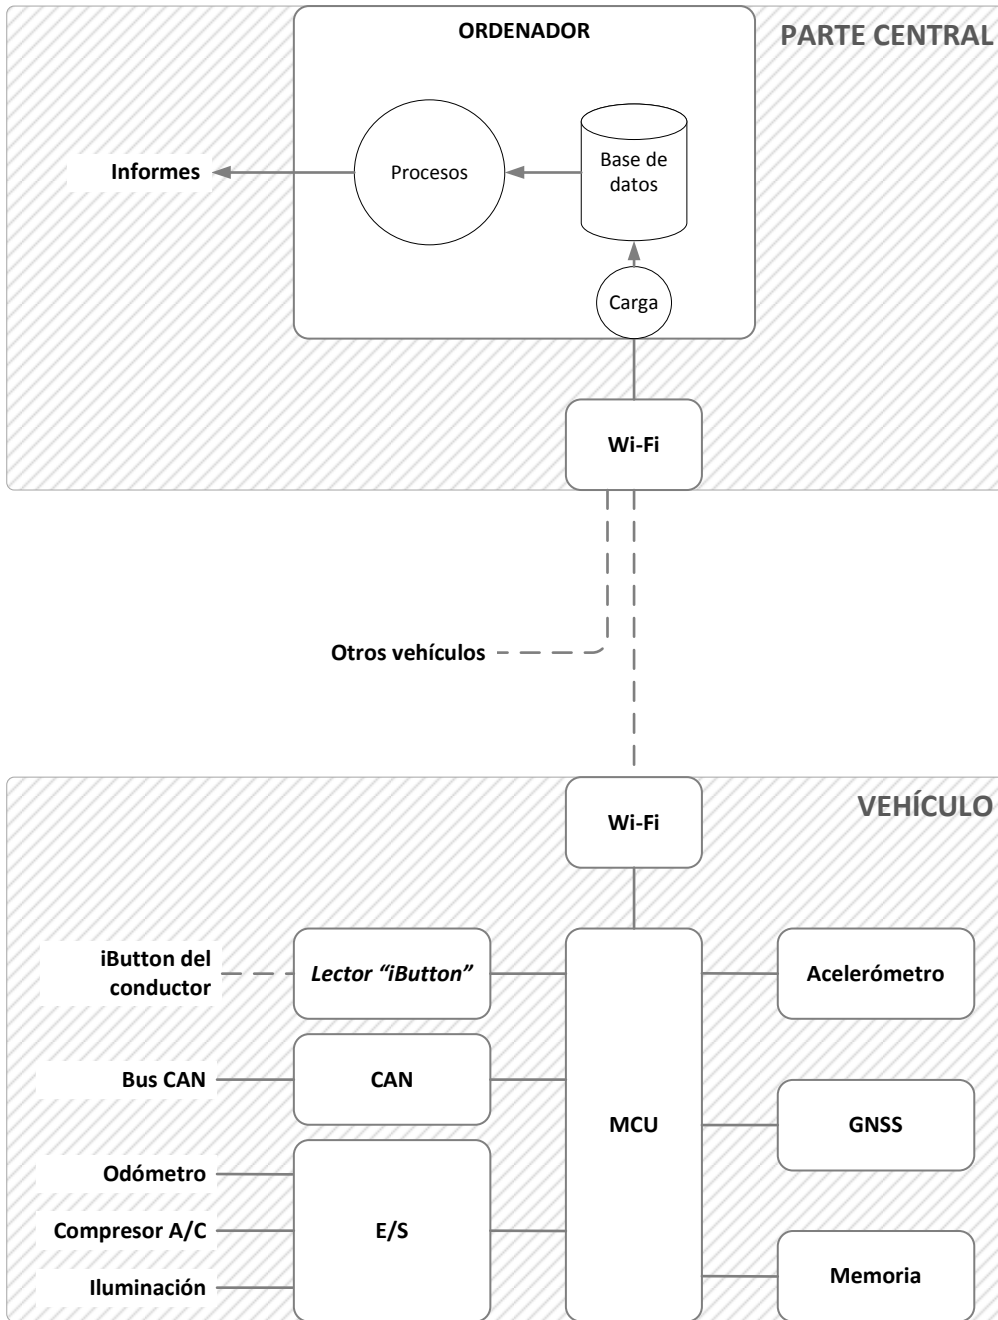 ORDENADOR
PARTE CENTRAL
Informes
Procesos
Base de
datos
Carga
Wi-Fi
Otros vehículos
VEHÍCULO
Wi-Fi
iButton del
conductor
Lector “iButton”
Acelerómetro
Bus CAN
CAN
MCU
GNSS
Odómetro
Compresor A/C
E/S
Iluminación
Memoria